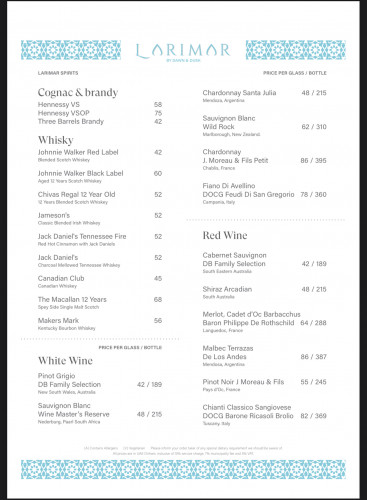 LARIMAR
LARIMAR SPIRITS
Cognac & brandy
Hennessy VS 58
Hennessy VSOP 75
Three Barrels Brandy 42
Whisky
Johnnie Walker Red Label 42
Blended Scotch Whiskey
Johnnie Walker Black Label 60
Aged 12 Years Scotch Whiskey
Chivas Regal 12 Year Old 52
12 Years Blended Scotch Whiskey
Jameson's 52
Classic Blended Irish Whiskey
Jack Daniel's Tennessee Fire 52
Red Hot Cinnamon with Jack Daniels
Jack Daniel's 52
Charcoal Mellowed Tennessee Whiskey
Canadian Club 45
Canadian Whiskey
The Macallan 12 Years 68
Spey Side Single Malt Scotch
Makers Mark 56
Kentucky Bourbon Whiskey
PRICE PER GLASS / BOTTLE
White Wine
Pinot Grigio
DB Family Selection 42 / 189
New South Wales, Australia
Sauvignon Blanc
Wine Master's Reserve 48 / 215
Nederburg, Paarl South Africa
PRICE PER GLASS / BOTTLE
Chardonnay Santa Julia 48 / 215
Mendoza, Argentina
Sauvignon Blanc
Wild Rock 62 / 310
Marlborough, New Zealand
Chardonnay
J. Moreau & Fils Petit 86 / 395
Chablis, France
Fiano Di Avellino
DOCG Feudi Di San Gregorio 78 / 360
Campania, Italy
Red Wine
Cabernet Sauvignon
DB Family Selection 42 / 189
South Eastern Australia
Shiraz Arcadian 48 / 215
South Australia
Merlot, Cadet d'Oc Barbacchus
Baron Philippe De Rothschild 64 / 288
Languedoc, France
Malbec Terrazas
De Los Andes 86 / 387
Mendoza, Argentina
Pinot Noir / Moreau & Fils 55 / 245
Pays d'Oc, France
Chianti Classico Sangiovese
DOCG Barone Ricasoli Brolio 82 / 369
Tuscany, Italy